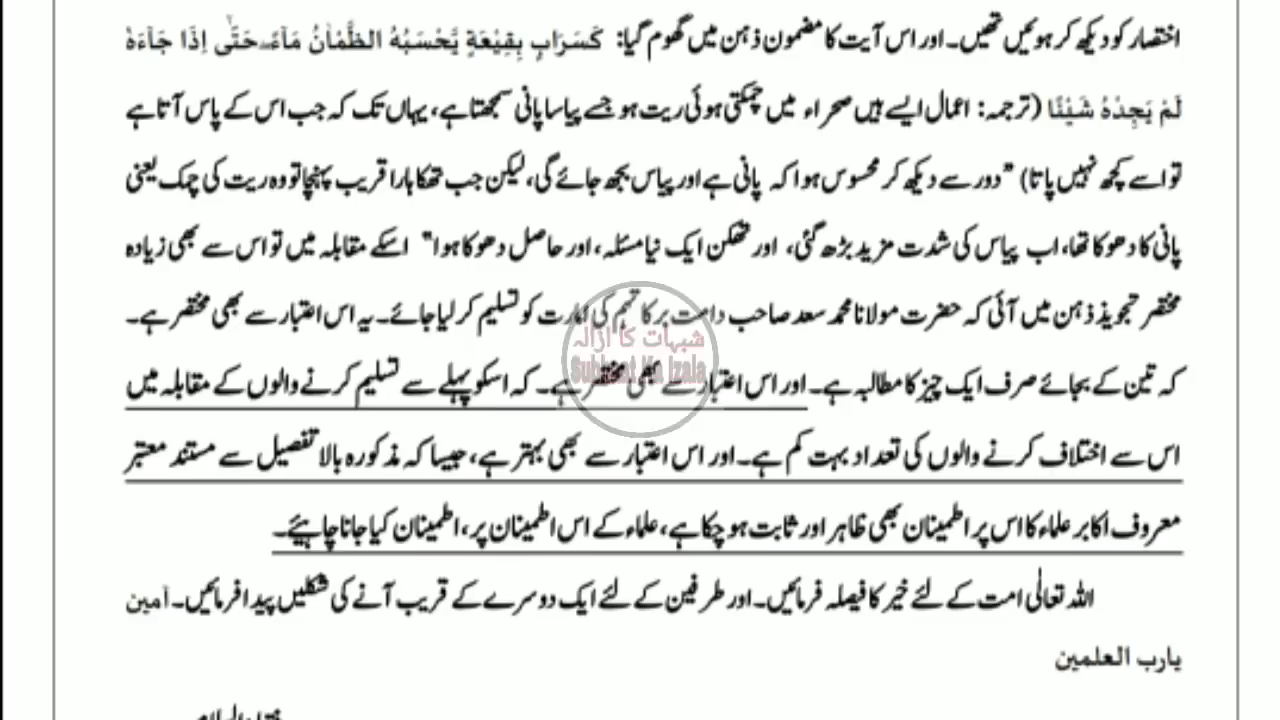 اختصار کو دیکھ کر ہوئیں تھیں۔ اور اس آیت کا مضمون ذہن میں گھوم گیا: كَسَرَابٍ بِقِيْعَةٍ يَّحْسَبُهُ الظَّمْاٰنُ مَآءً حَتّٰٓى اِذَا جَآءَهٗ
لَمْ يَجِدْهُ شَيْئًا (ترجمہ: اعمال ایسے ہیں صحراء میں چمکتی ہوئی ریت ہو جسے پیاسا پانی سمجھتا ہے، یہاں تک کہ جب اس کے پاس آتا ہے
تو اسے کچھ نہیں پاتا) "دور سے دیکھ کر محسوس ہوا کہ پانی ہے اور پیاس بجھ جائے گی، لیکن جب تھکا ہارا قریب پہنچا تو وہ ریت کی چمک یعنی
پانی کا دھوکا تھا، اب پیاس کی شدت مزید بڑھ گئی، اور تھکن ایک نیا مسئلہ، اور حاصل دھوکا ہوا" اسکے مقابلہ میں تو اس سے بھی زیادہ
مختصر تجویز ذہن میں آئی کہ حضرت مولانا محمد سعد صاحب دامت برکاتہم کی امارت کو تسلیم کر لیا جائے۔ یہ اس اعتبار سے بھی مختصر ہے۔
شبہات کا ازالہ
Subhaat Ka Izala
کہ تین کے بجائے صرف ایک چیز کا مطالبہ ہے۔ اور اس اعتبار سے بھی مختصر ہے۔ کہ اسکو پہلے سے تسلیم کرنے والوں کے مقابلہ میں
اس سے اختلاف کرنے والوں کی تعداد بہت کم ہے۔ اور اس اعتبار سے بھی بہتر ہے، جیسا کہ مذکورہ بالا تفصیل سے مستند معتبر
معروف اکابر علماء کا اس پر اطمینان بھی ظاہر اور ثابت ہو چکا ہے، علماء کے اس اطمینان پر، اطمینان کیا جانا چاہیئے۔
اللہ تعالٰی امت کے لئے خیر کا فیصلہ فرمائیں۔ اور طرفین کے لئے ایک دوسرے کے قریب آنے کی شکلیں پیدا فرمائیں۔ آمین
یارب العلمین